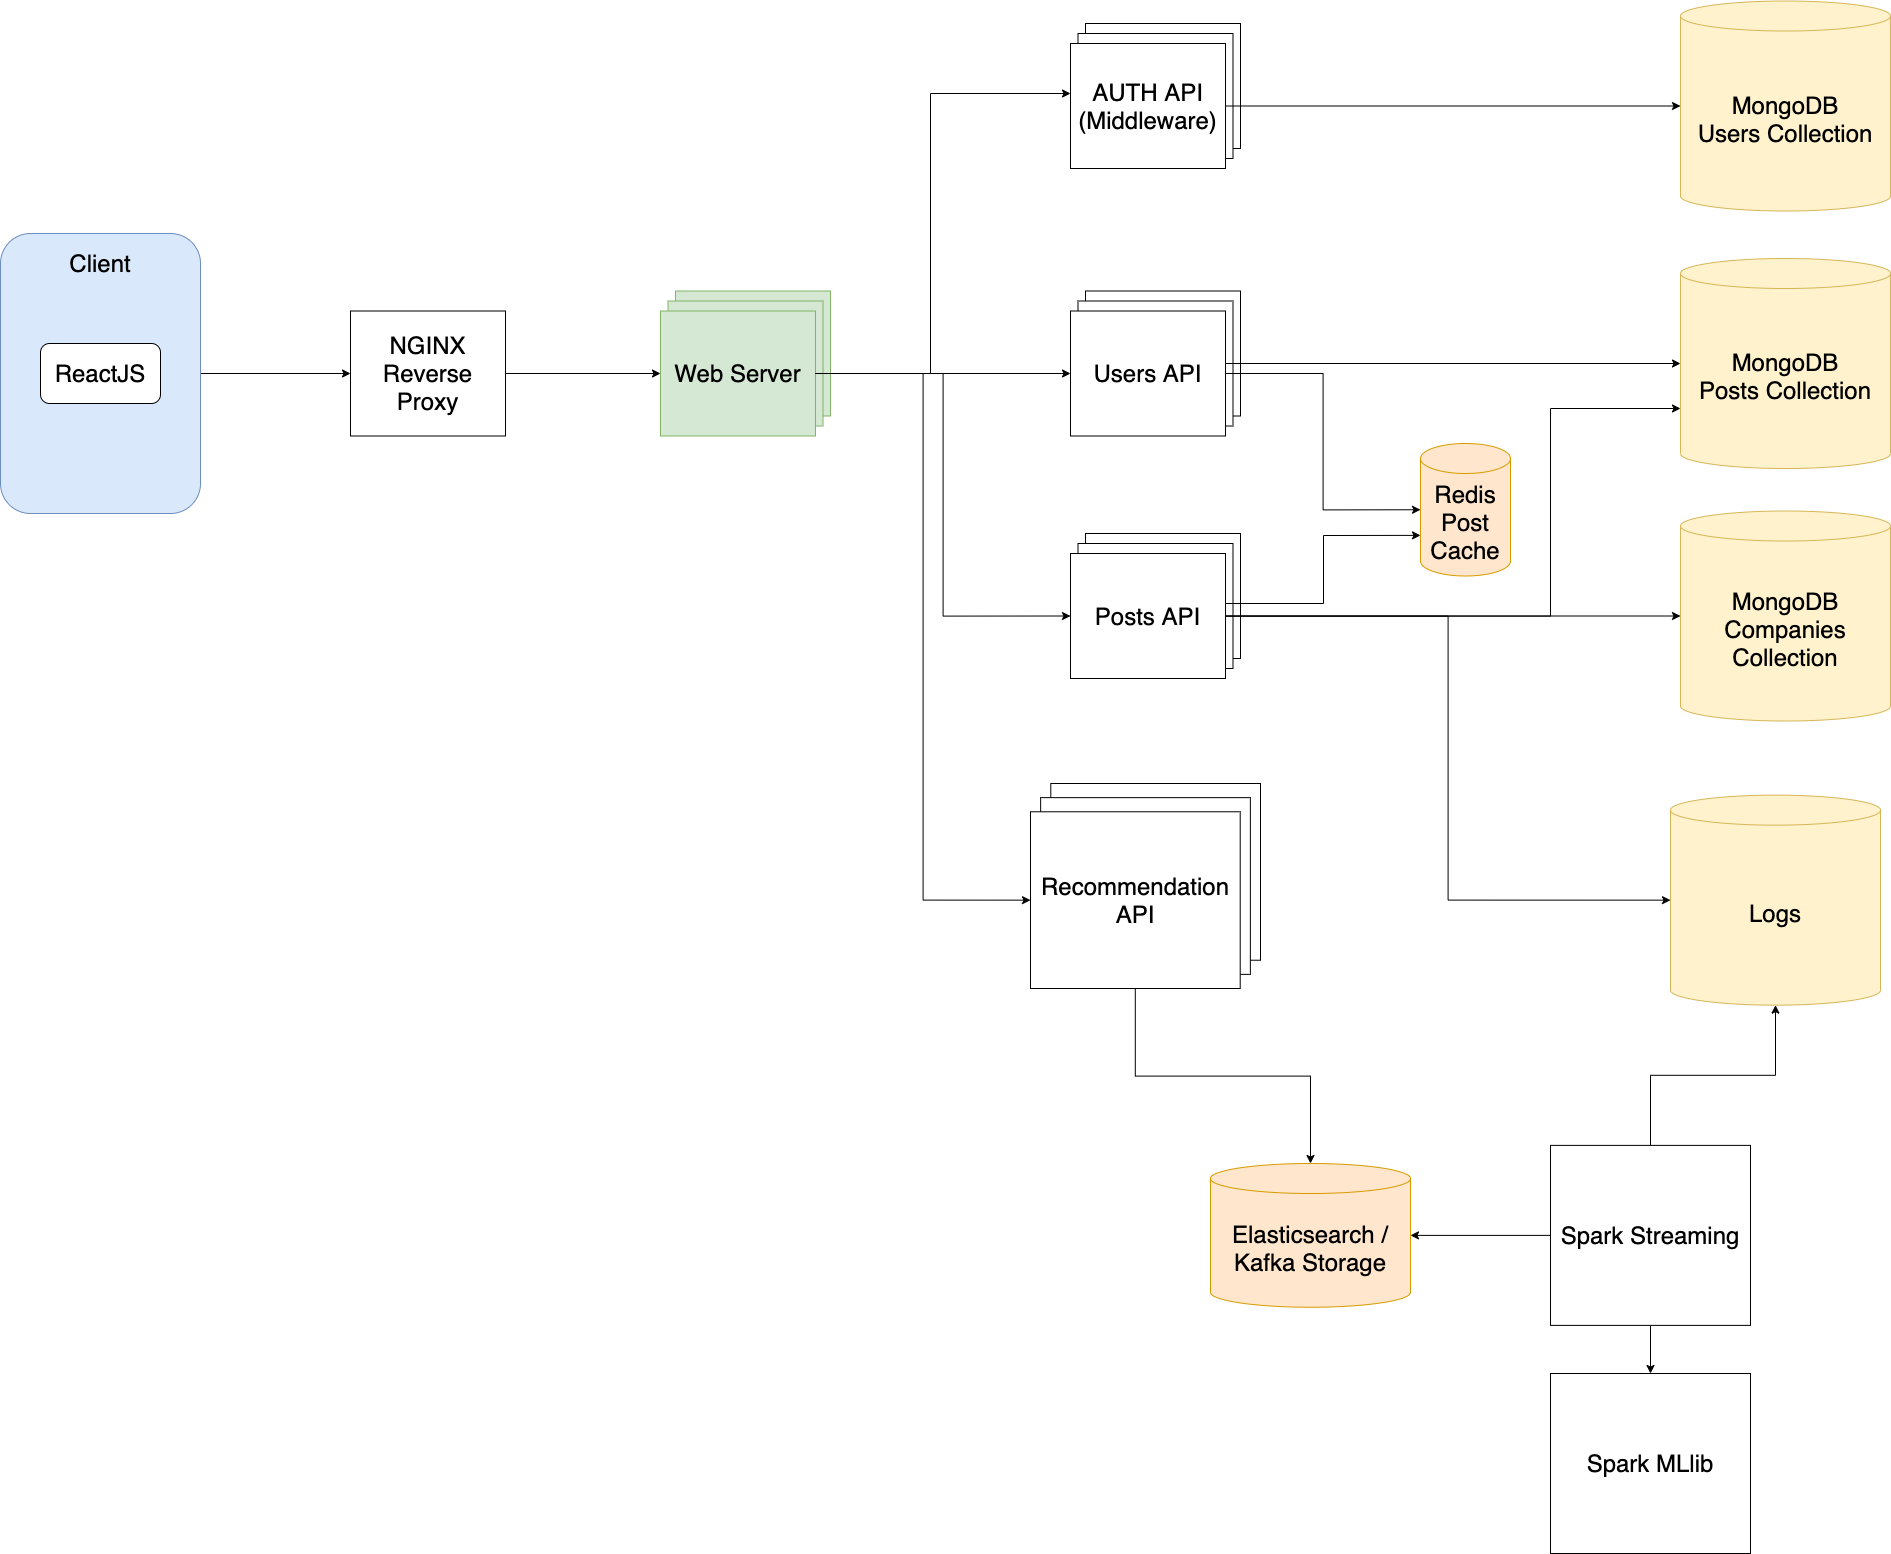 AUTH API
(Middleware)
MongoDB
Users Collection
Client
ReactJS
NGINX
Reverse
Proxy
Web Server
Users API
MongoDB
Posts Collection
Redis
Post
Cache
Posts API
MongoDB
Companies
Collection
Recommendation
API
Logs
Elasticsearch /
Kafka Storage
Spark Streaming
Spark MLlib